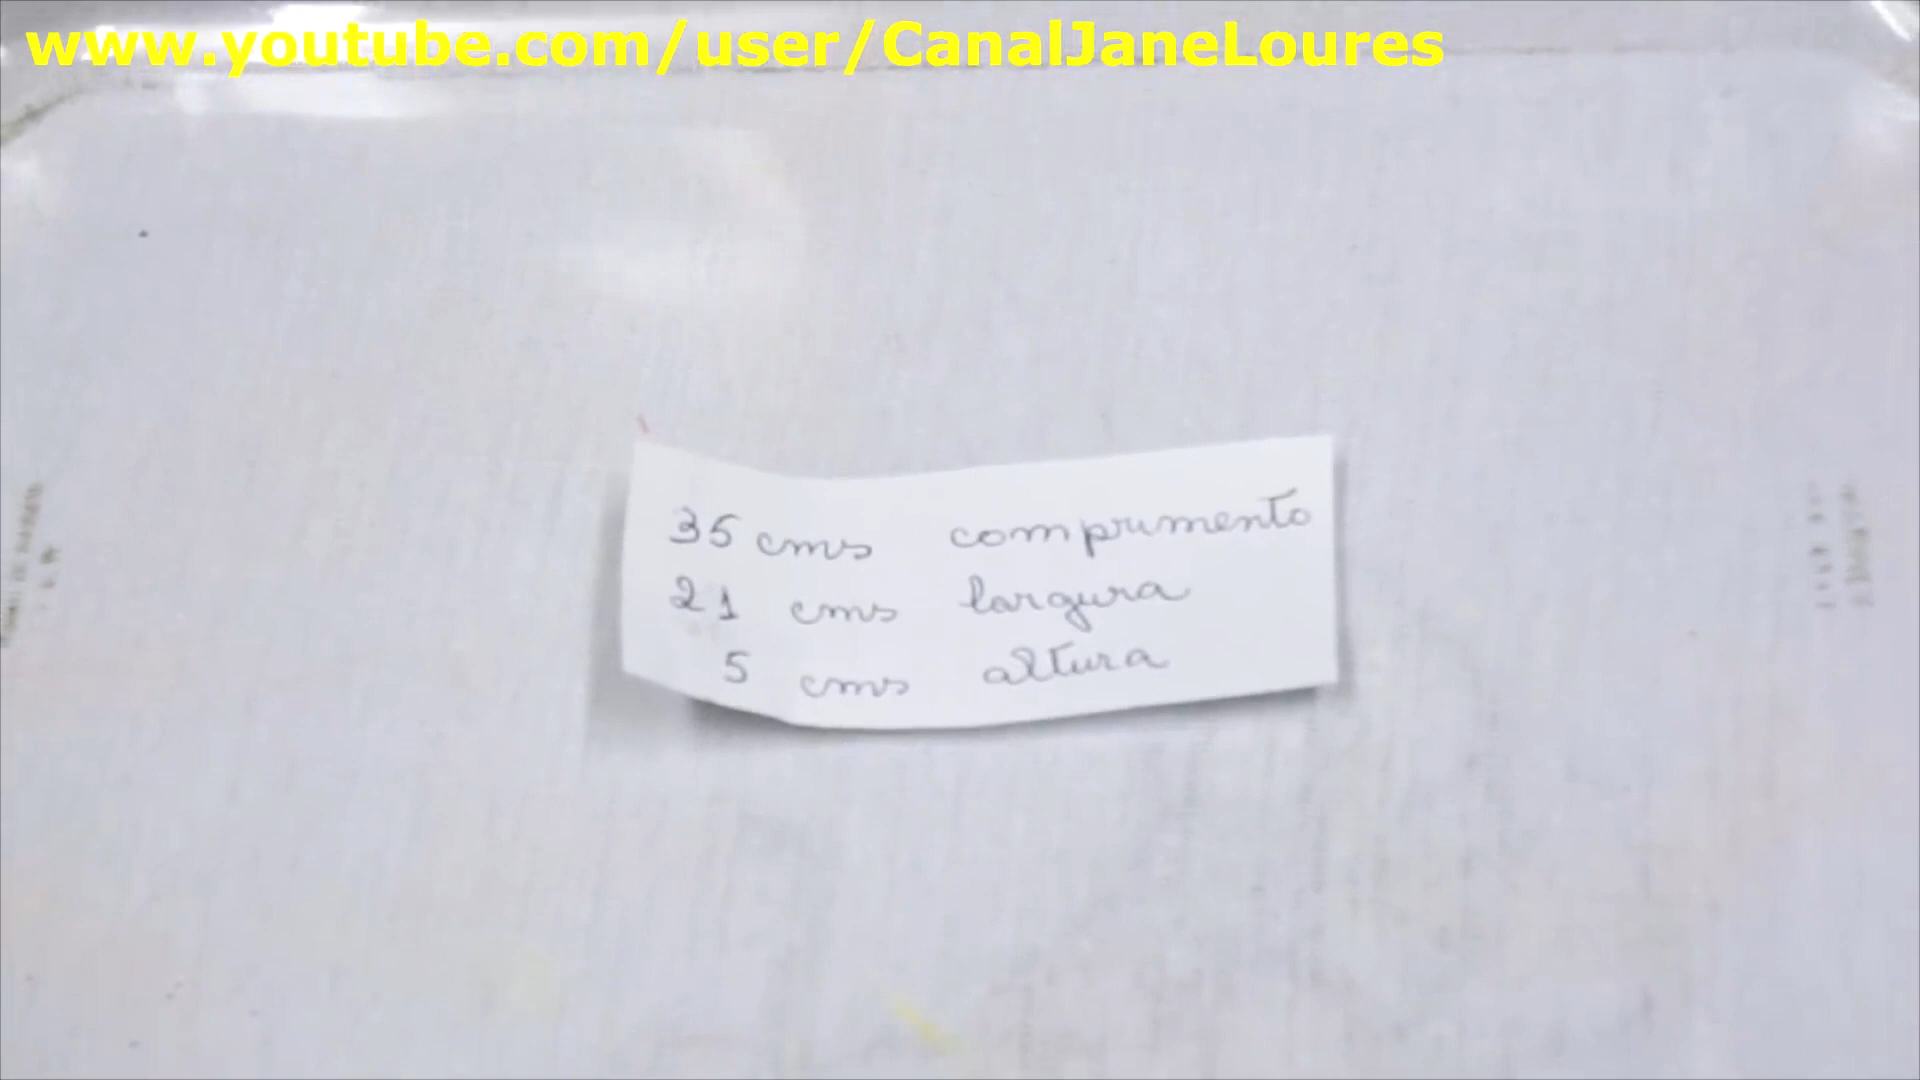 www.youtube.com/user/CanalJaneLoures
35 cms comprimento
21 cms largura
5 cms altura